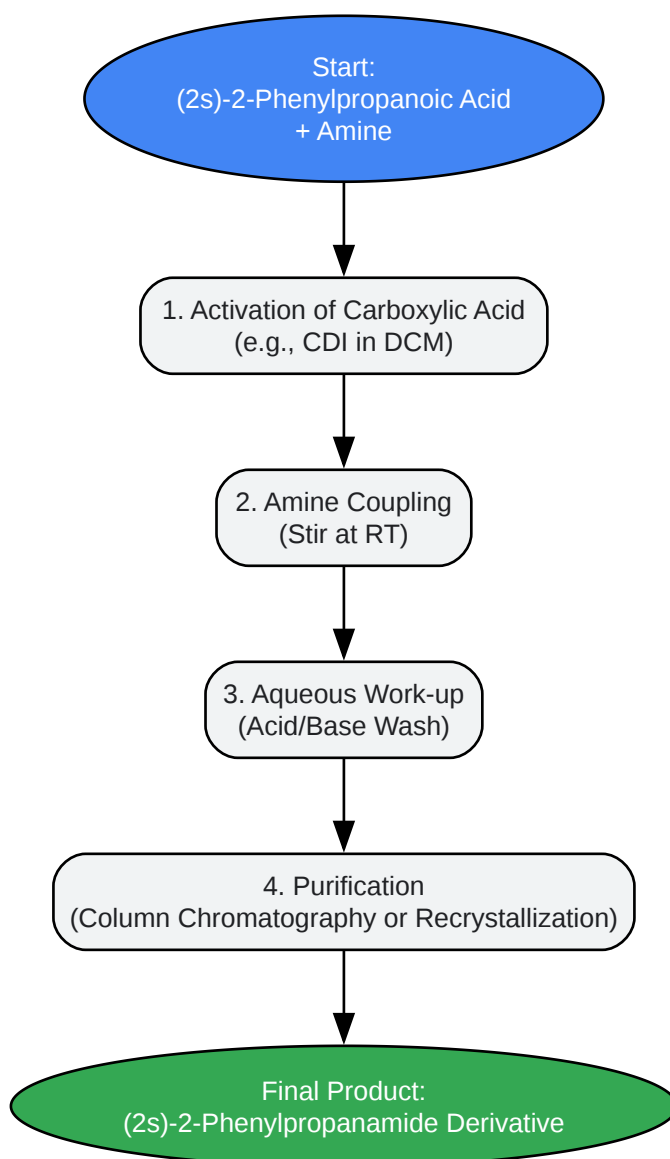 Start:
(2s)-2-Phenylpropanoic Acid
+ Amine
1. Activation of Carboxylic Acid
(e.g., CDI in DCM)
2. Amine Coupling
(Stir at RT)
3. Aqueous Work-up
(Acid/Base Wash)
4. Purification
(Column Chromatography or Recrystallization)
Final Product:
(2s)-2-Phenylpropanamide Derivative